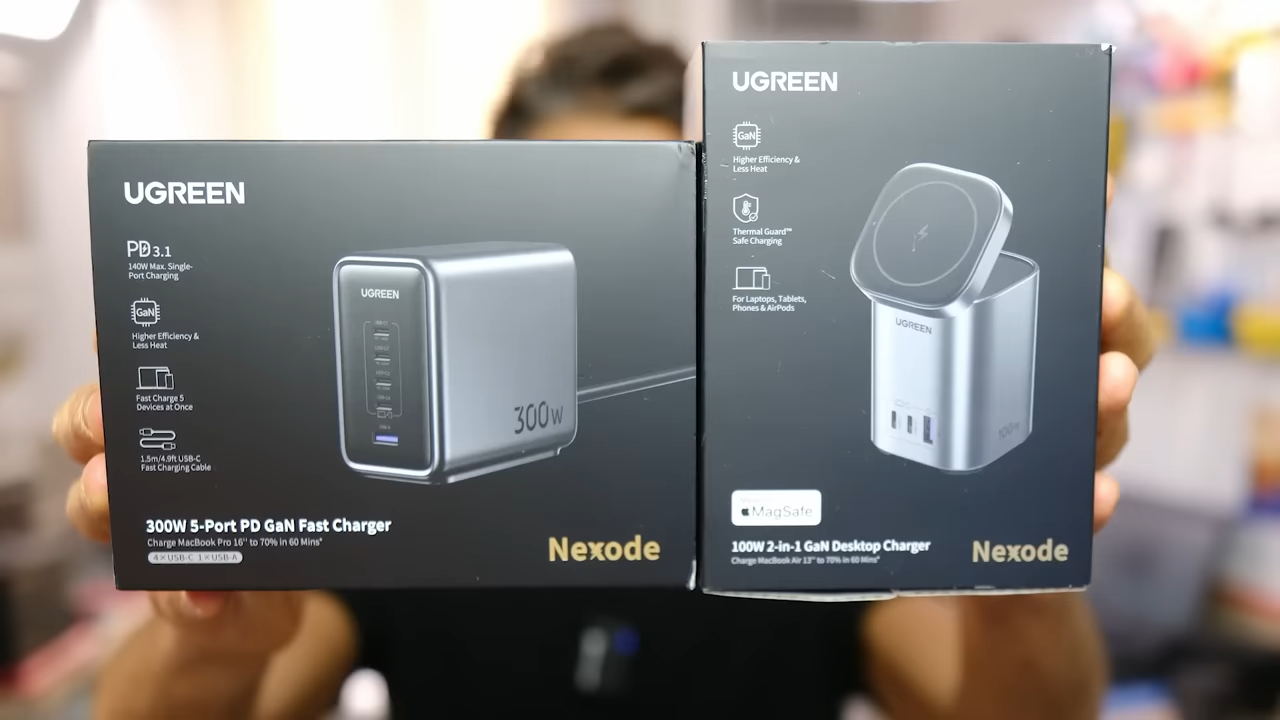 UGREEN
PD 3.1
140W Max. Single-
Port Charging
GaN
Higher Efficiency &
Less Heat
Fast Charge 5
Devices at Once
1.5m/4.9ft USB-C
Fast Charging Cable
UGREEN
300W
300W 5-Port PD GaN Fast Charger
Charge MacBook Pro 16" to 70% in 60 Mins*
4×USB-C 1×USB-A
Nexode
UGREEN
GaN
Higher Efficiency &
Less Heat
Thermal Guard™
Safe Charging
For Laptops, Tablets,
Phones & AirPods
UGREEN
100W
MagSafe
100W 2-in-1 GaN Desktop Charger
Charge MacBook Air 13" to 70% in 60 Mins*
Nexode